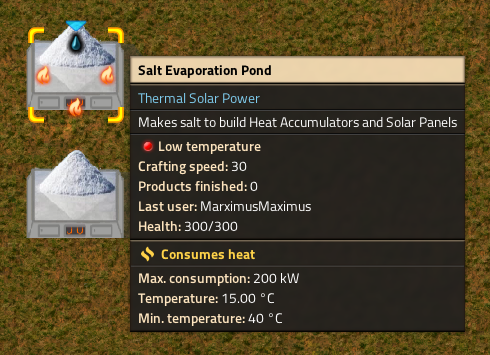 Salt Evaporation Pond
Thermal Solar Power
Makes salt to build Heat Accumulators and Solar Panels
Low temperature
Crafting speed: 30
Products finished: 0
Last user: MarximusMaximus
Health: 300/300
Consumes heat
Max. consumption: 200 kW
Temperature: 15.00 °C
Min. temperature: 40 °C